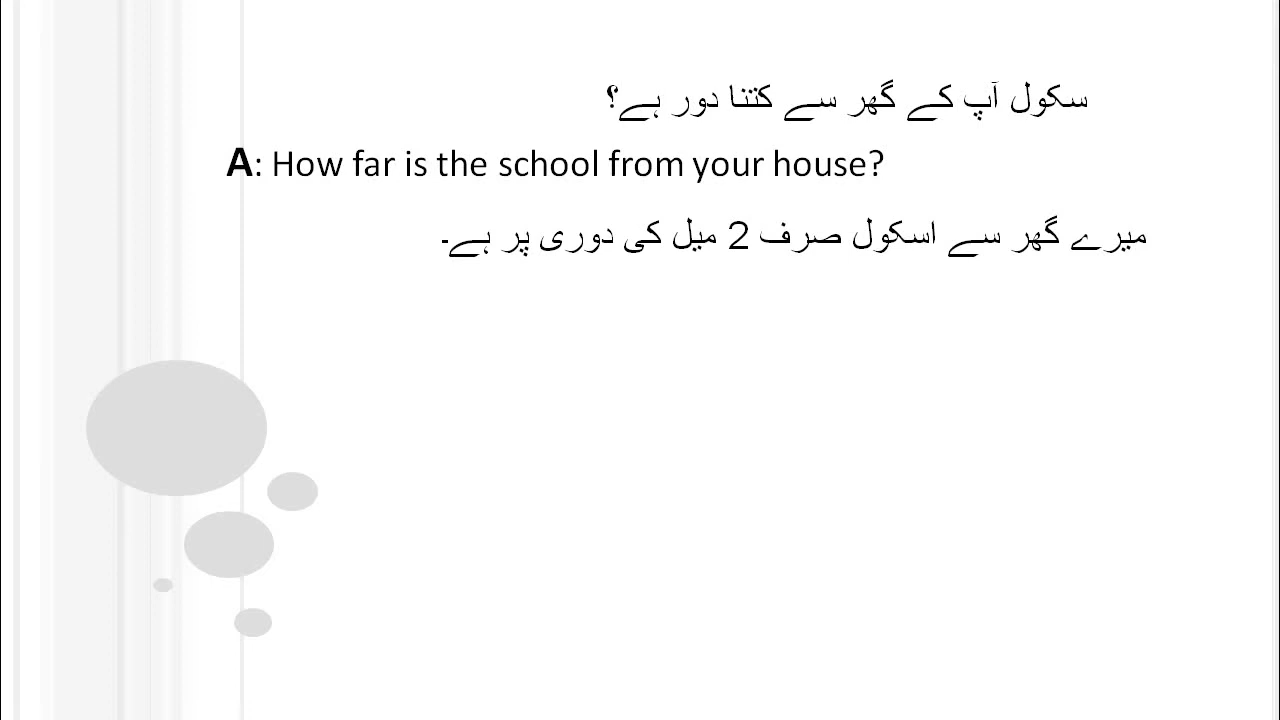 سکول آپ کے گھر سے کتنا دور ہے؟
A: How far is the school from your house?
میرے گھر سے اسکول صرف 2 میل کی دوری پر ہے۔